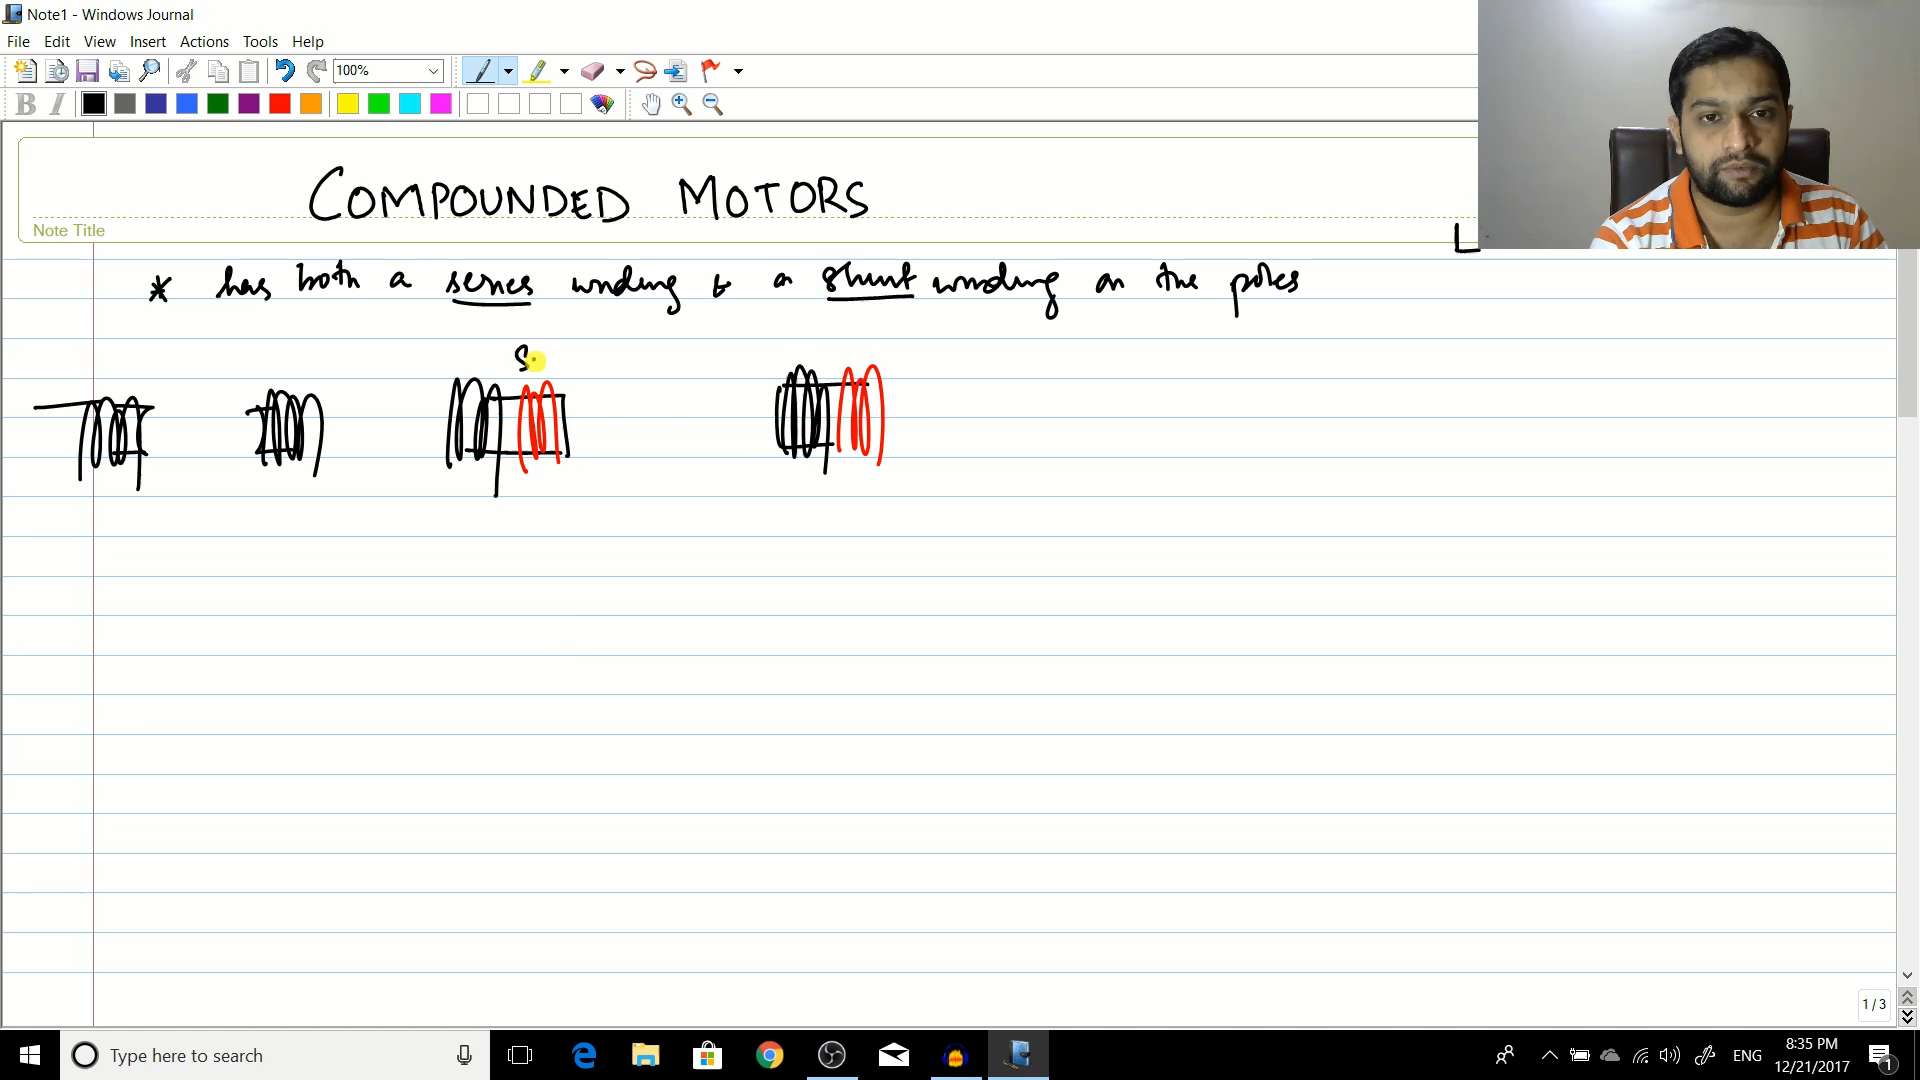 Note1 - Windows Journal
File Edit View Insert Actions Tools Help
100%
B I
COMPOUNDED MOTORS
Note Title
L
* has both a series winding & a shunt winding on the poles
S
1 / 3
Type here to search
ENG
8:35 PM
12/21/2017
1